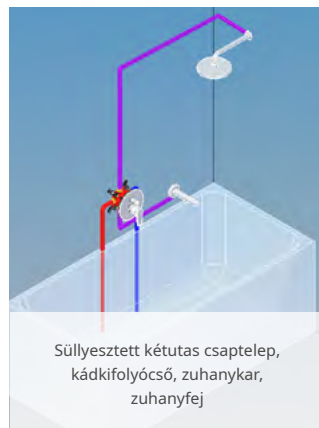 Süllyesztett kétutas csaptelep,
kádkifolyócső, zuhanykar,
zuhanyfej